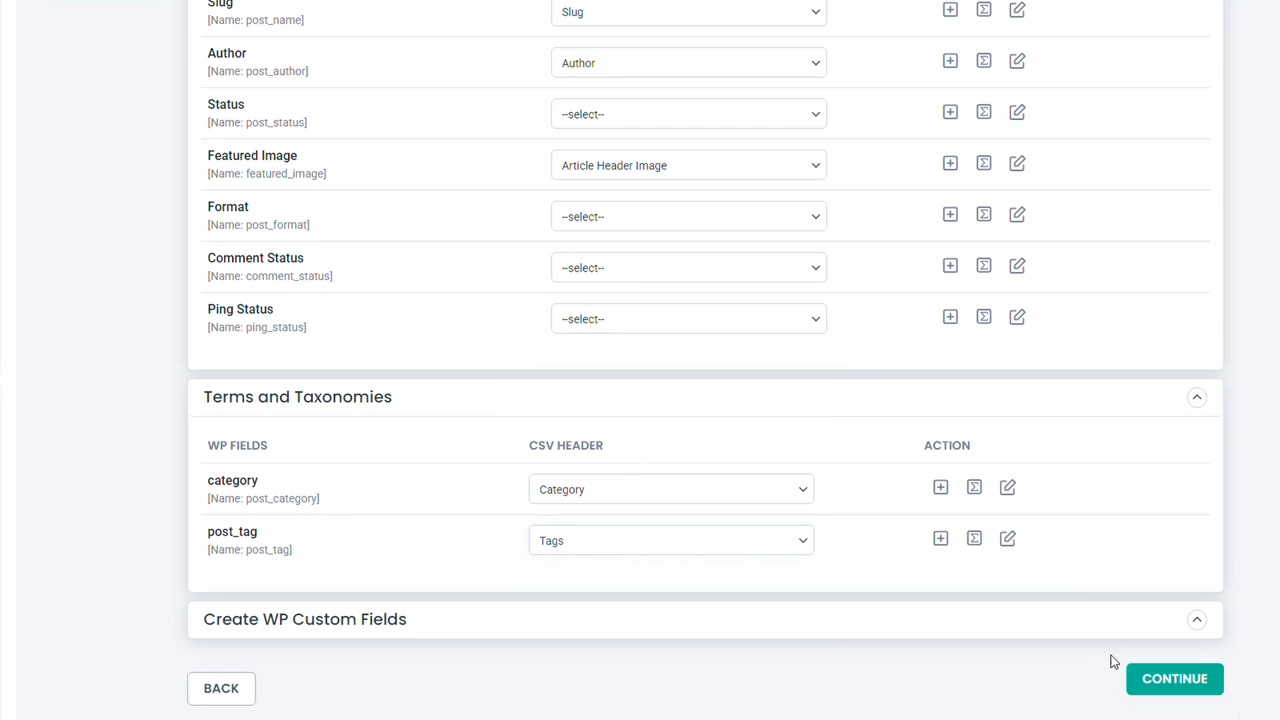 Slug
[Name: post_name]
Slug
Author
[Name: post_author]
Author
Status
[Name: post_status]
--select--
Featured Image
[Name: featured_image]
Article Header Image
Format
[Name: post_format]
--select--
Comment Status
[Name: comment_status]
--select--
Ping Status
[Name: ping_status]
--select--
Terms and Taxonomies
WP FIELDS CSV HEADER ACTION
category
[Name: post_category]
Category
post_tag
[Name: post_tag]
Tags
Create WP Custom Fields
BACK
CONTINUE